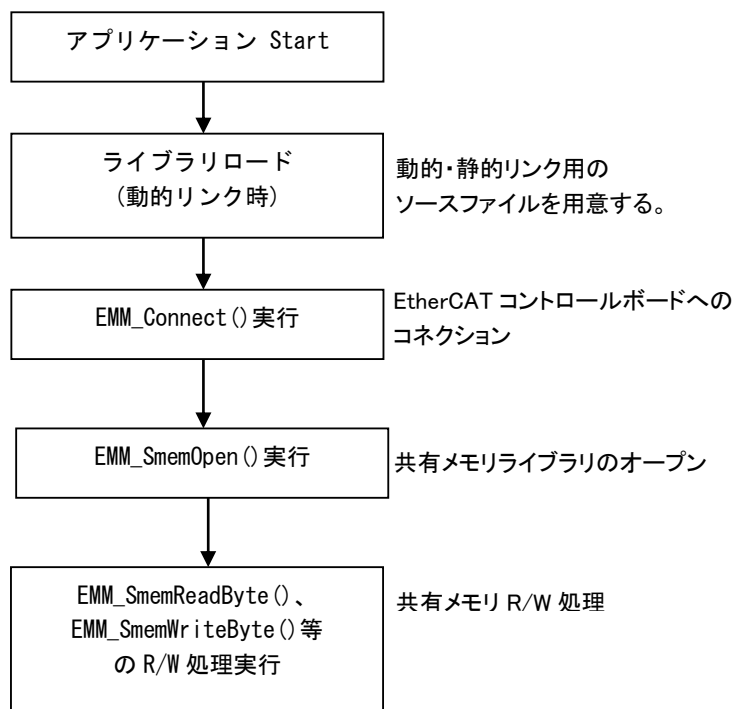 アプリケーション Start
ライブラリロード
(動的リンク時)
動的・静的リンク用の
ソースファイルを用意する。
EMM_Connect()実行
EtherCAT コントロールボードへの
コネクション
EMM_SmemOpen()実行
共有メモリライブラリのオープン
EMM_SmemReadByte()、
EMM_SmemWriteByte()等
の R/W 処理実行
共有メモリ R/W 処理